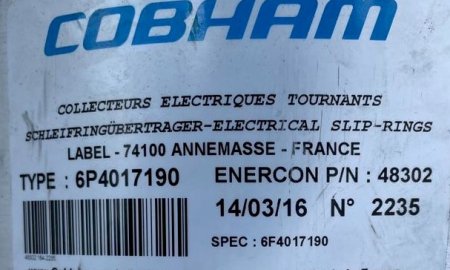 COBHAM
COLLECTEURS ELECTRIQUES TOURNANTS
SCHLEIFRINGÜBERTRAGER-ELECTRICAL SLIP-RINGS
LABEL - 74100 ANNEMASSE - FRANCE
TYPE : 6P4017190 ENERCON P/N : 48302
14/03/16 N° 2235
SPEC : 6F4017190